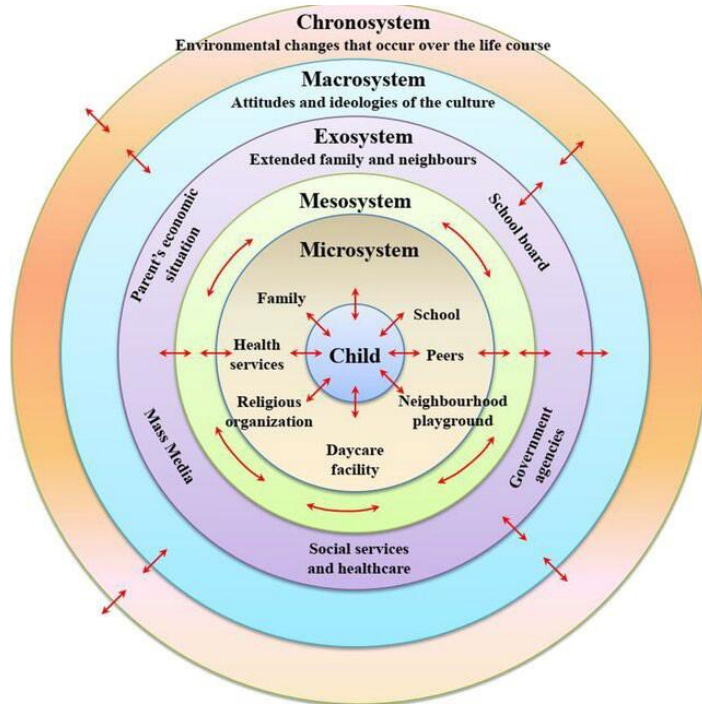 Chronosystem
Environmental changes that occur over the life course
Macrosystem
Attitudes and ideologies of the culture
Exosystem
Extended family and neighbours
Mesosystem
Microsystem
Parent's economic
situation
School board
Family
School
Health
services
Child
Peers
Religious
organization
Neighbourhood
playground
Daycare
facility
Mass Media
Government
agencies
Social services
and healthcare